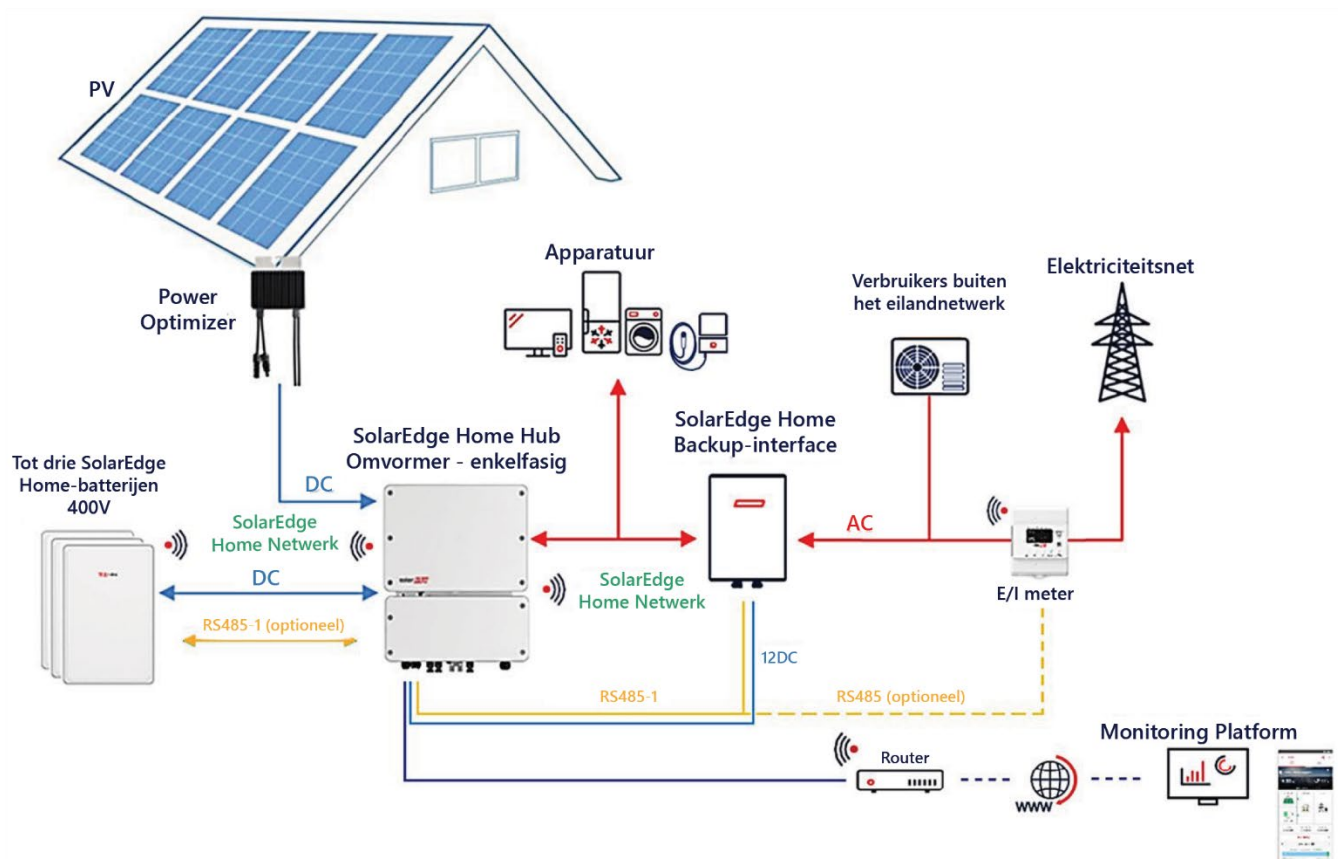 PV
Power
Optimizer
Apparatuur
Verbruikers buiten
het eilandnetwerk
Elektriciteitsnet
Tot drie SolarEdge
Home-batterijen
400V
SolarEdge
Home Netwerk
DC
DC
SolarEdge Home Hub
Omvormer - enkelfasig
SolarEdge Home
Backup-interface
AC
SolarEdge
Home Netwerk
E/I meter
RS485-1 (optioneel)
12DC
RS485-1
RS485 (optioneel)
Router
WWW
Monitoring Platform